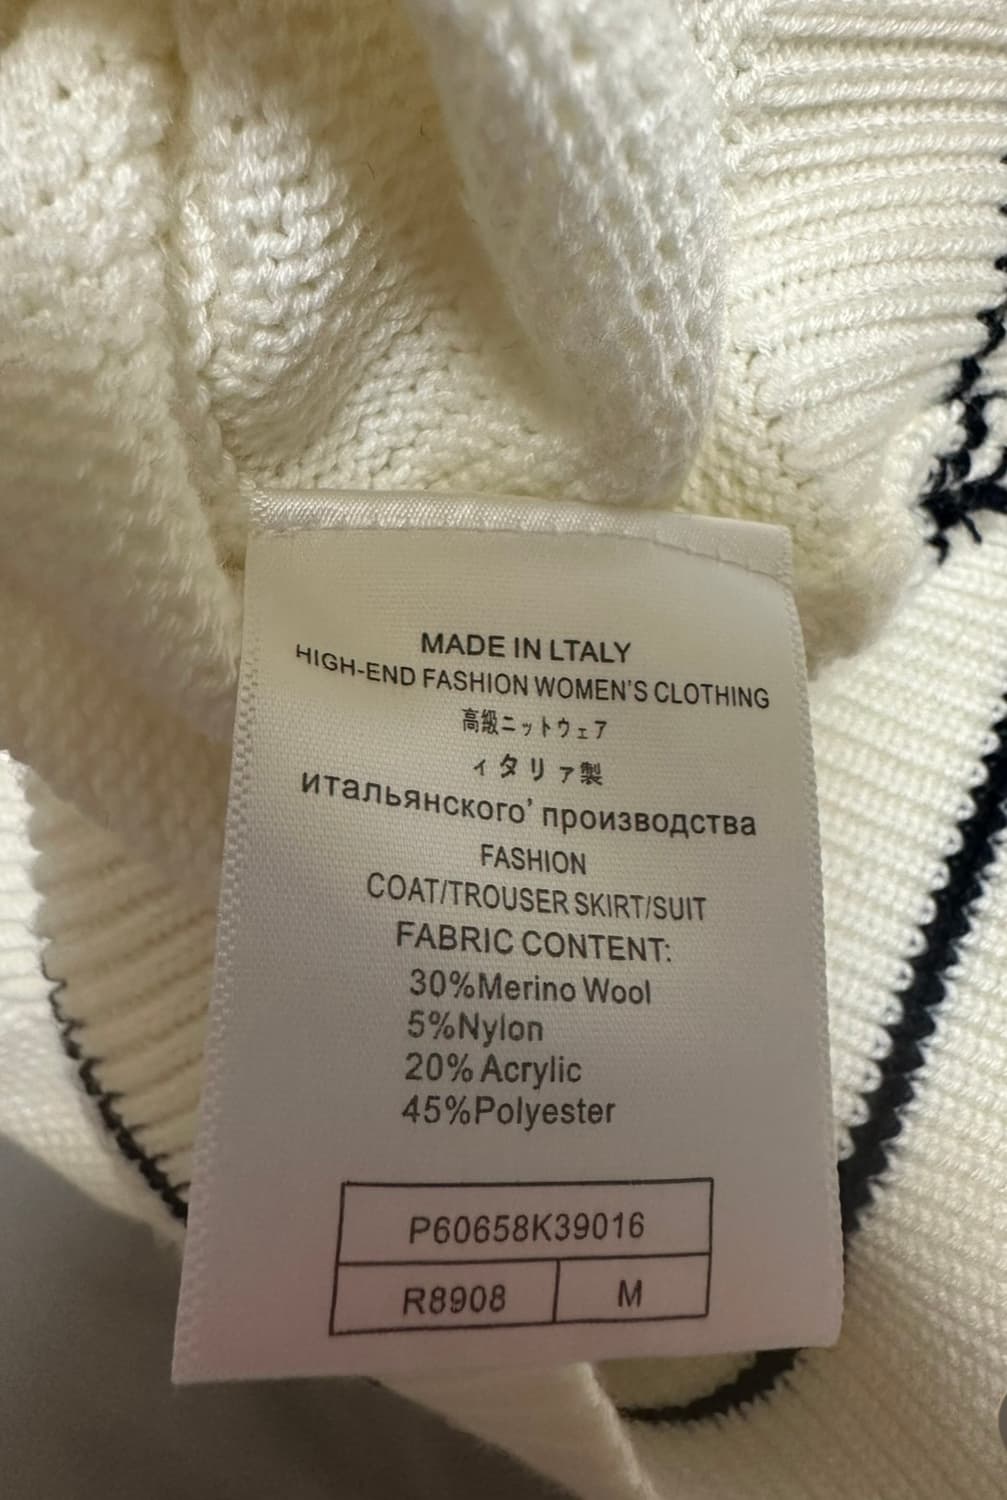 MADE IN LTALY
HIGH-END FASHION WOMEN'S CLOTHING
高級ニットウェア
ィタリァ製
итальянского' производства
FASHION
COAT/TROUSER SKIRT/SUIT
FABRIC CONTENT:
30%Merino Wool
5%Nylon
20% Acrylic
45%Polyester
P60658K39016
R8908 M